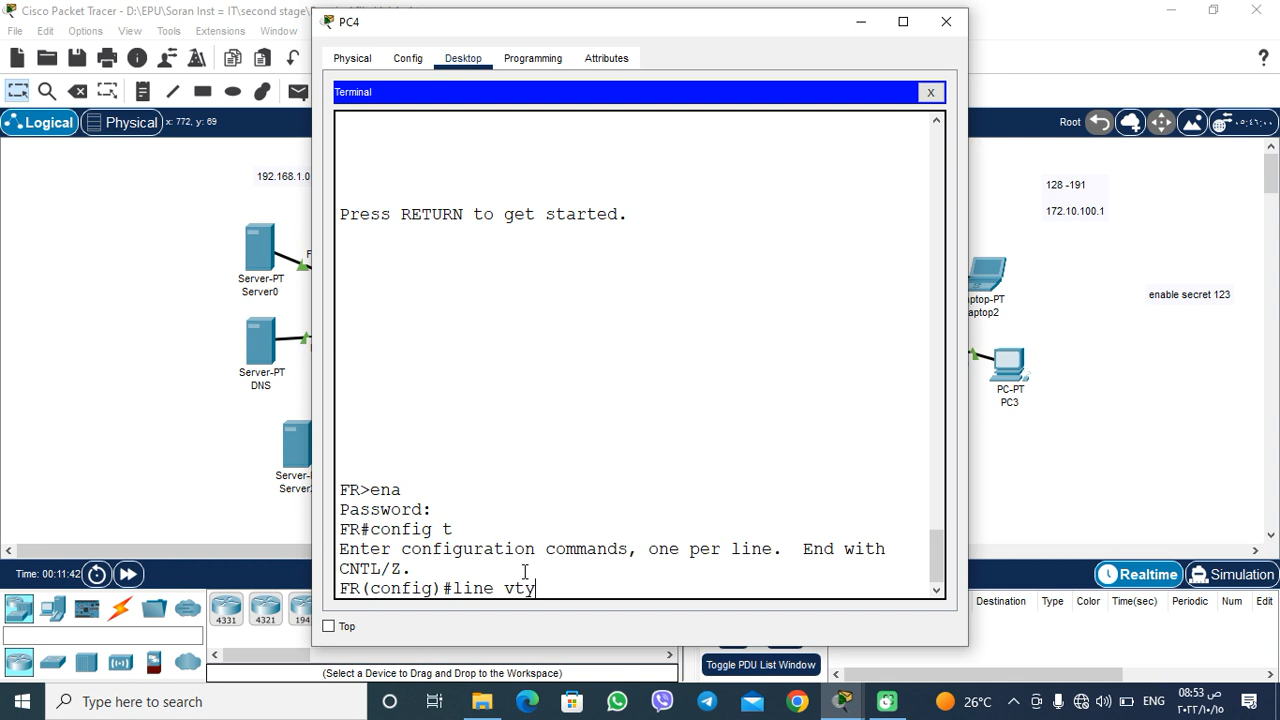 Cisco Packet Tracer - D:\EPU\Soran Inst = IT\second stage\
PC4
File Edit Options View Tools Extensions Window
Physical Config Desktop Programming Attributes
Terminal
X
Logical
Physical
x: 772, y: 69
Root
192.168.1.0
128 -191
172.10.100.1
Press RETURN to get started.
Server-PT
Server0
enable secret 123
Server-PT
DNS
PC-PT
PC3
FR>ena
Password:
FR#config t
Enter configuration commands, one per line. End with
CNTL/Z.
FR(config)#line vty
Time: 00:11:42
Realtime
Simulation
Destination Type Color Time(sec) Periodic Num Edit
4331 4321
Top
(Select a Device to Drag and Drop to the Workspace)
Toggle PDU List Window
Type here to search
26°C
ENG
08:53 ص
٢٠٢٢/١٠/١٥